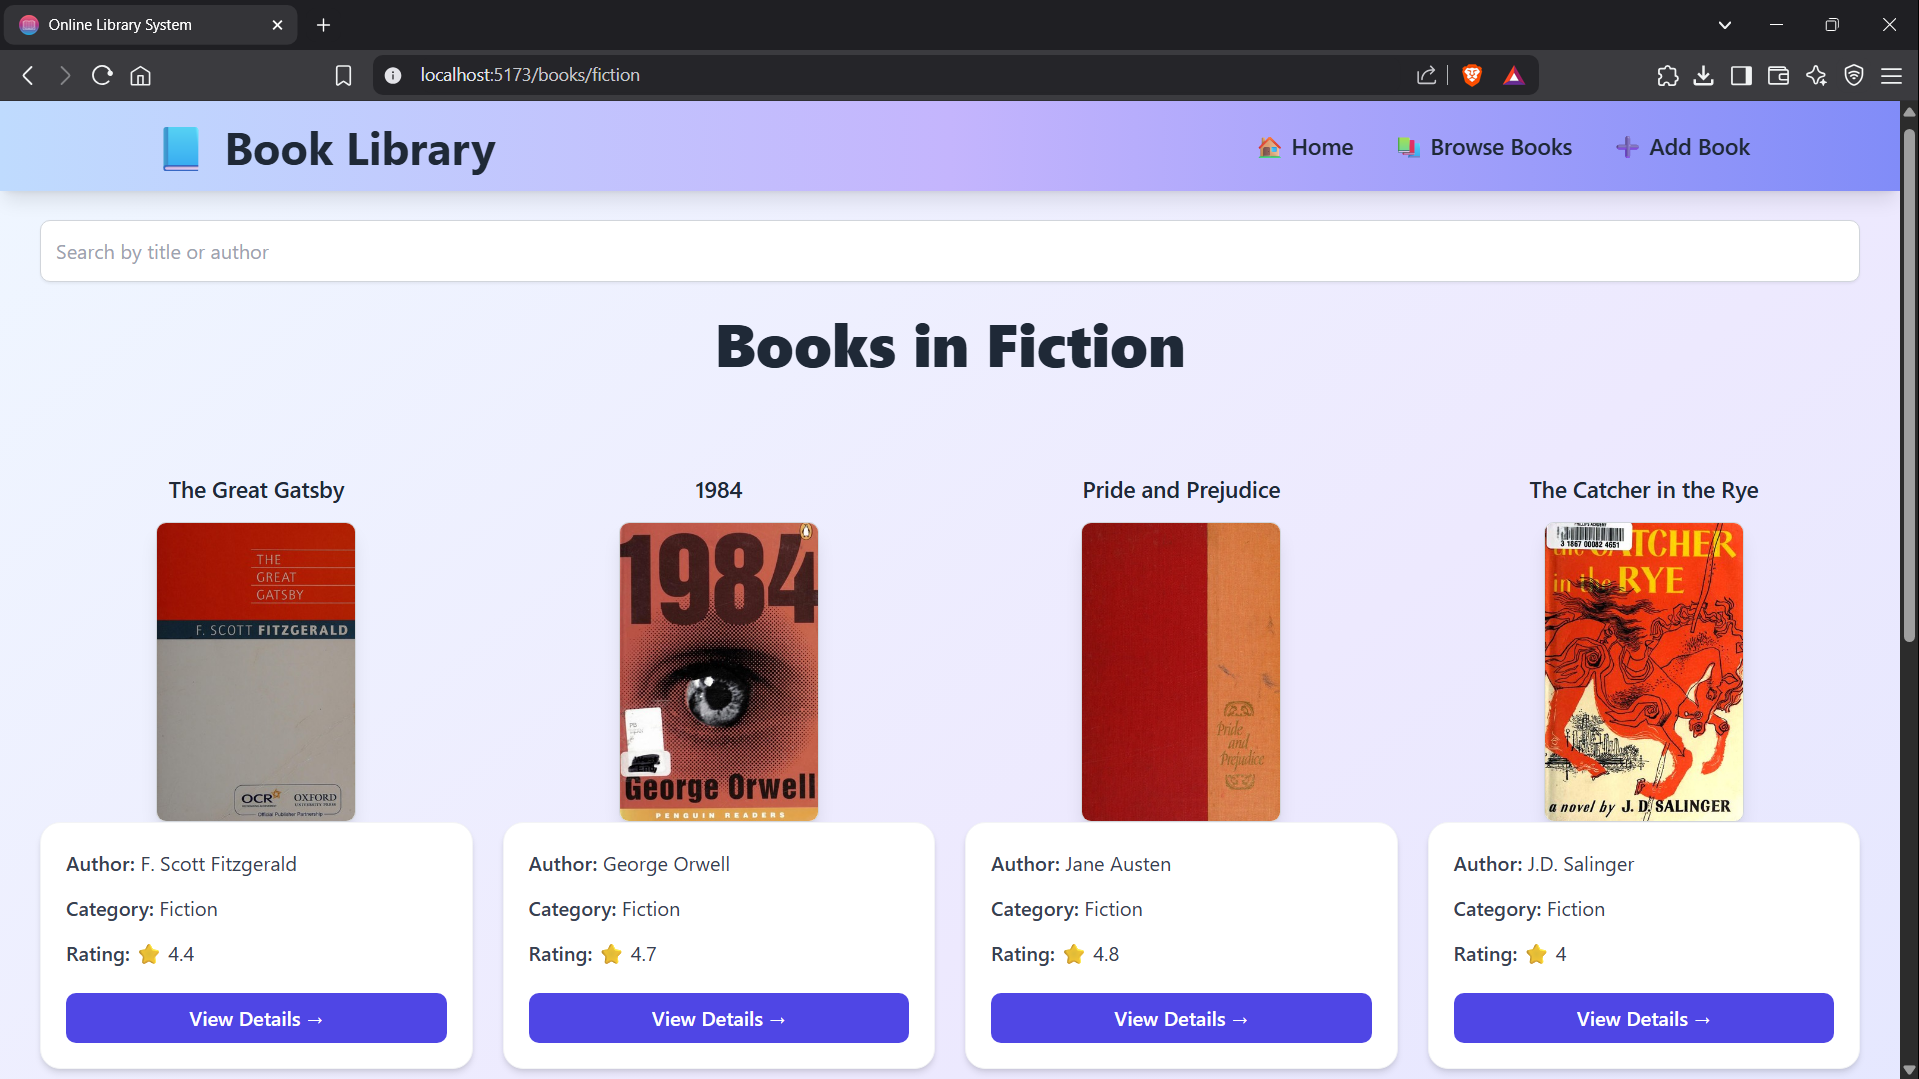 Online Library System
localhost:5173/books/fiction
Book Library
Home
Browse Books
Add Book
Search by title or author
Books in Fiction
The Great Gatsby
1984
Pride and Prejudice
The Catcher in the Rye
THE
GREAT
GATSBY
F. SCOTT FITZGERALD
OCR
OXFORD
UNIVERSITY PRESS
Official Publisher Partnership
1984
George Orwell
PENGUIN READERS
Pride
and
Prejudice
3 1867 00082 4651
the CATCHER
in the RYE
a novel by J. D. SALINGER
Author: F. Scott Fitzgerald
Category: Fiction
Rating: ⭐ 4.4
View Details →
Author: George Orwell
Category: Fiction
Rating: ⭐ 4.7
View Details →
Author: Jane Austen
Category: Fiction
Rating: ⭐ 4.8
View Details →
Author: J.D. Salinger
Category: Fiction
Rating: ⭐ 4
View Details →